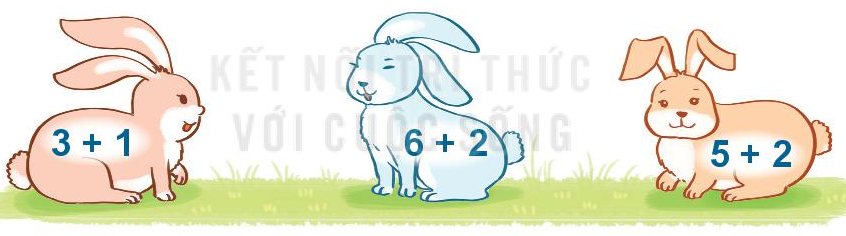 KẾT NỐI TRI THỨC
VỚI CUỘC SỐNG
3 + 1
6 + 2
5 + 2